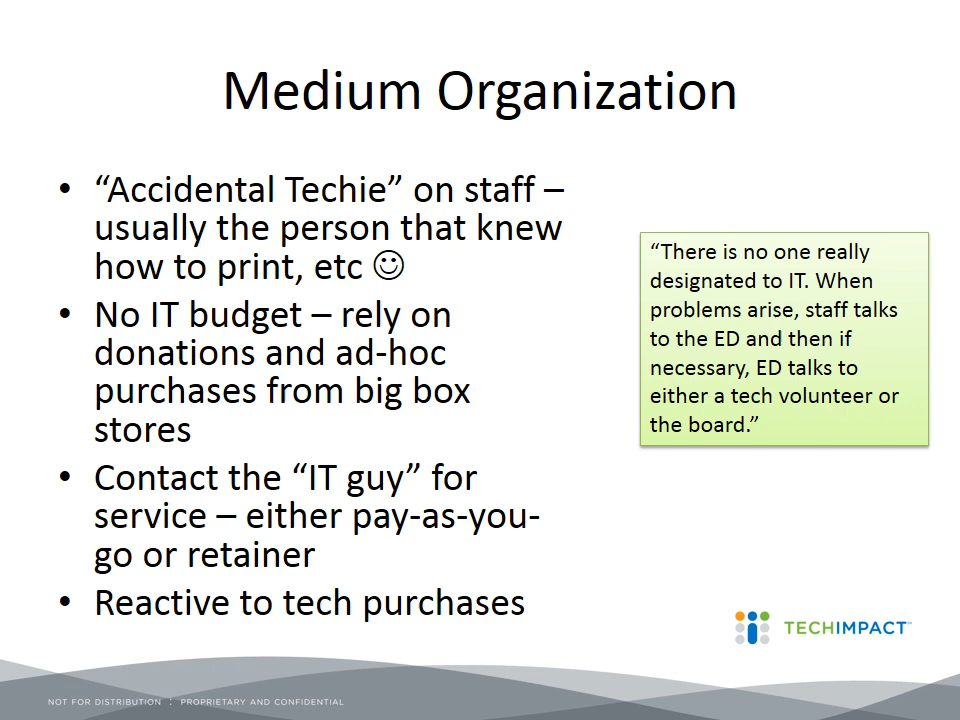 Medium Organization
• “Accidental Techie” on staff –
usually the person that knew
how to print, etc ☺
• No IT budget – rely on
donations and ad-hoc
purchases from big box
stores
• Contact the “IT guy” for
service – either pay-as-you-
go or retainer
• Reactive to tech purchases
“There is no one really
designated to IT. When
problems arise, staff talks
to the ED and then if
necessary, ED talks to
either a tech volunteer or
the board.”
TECHIMPACT™
NOT FOR DISTRIBUTION : PROPRIETARY AND CONFIDENTIAL